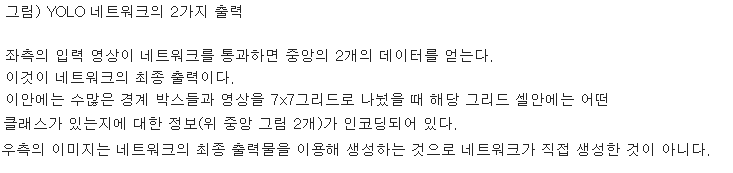 그림) YOLO 네트워크의 2가지 출력
좌측의 입력 영상이 네트워크를 통과하면 중앙의 2개의 데이터를 얻는다.
이것이 네트워크의 최종 출력이다.
이안에는 수많은 경계 박스들과 영상을 7x7그리드로 나눴을 때 해당 그리드 셀안에는 어떤
클래스가 있는지에 대한 정보(위 중앙 그림 2개)가 인코딩되어 있다.
우측의 이미지는 네트워크의 최종 출력물을 이용해 생성하는 것으로 네트워크가 직접 생성한 것이 아니다.